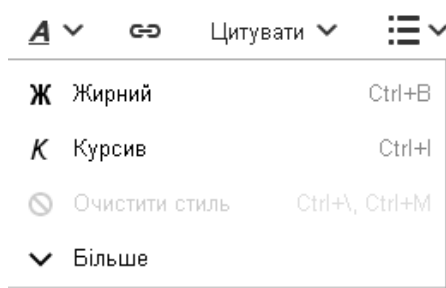 A Цитувати
Ж Жирний Ctrl+B
К Курсив Ctrl+I
Очистити стиль Ctrl+\, Ctrl+M
Більше